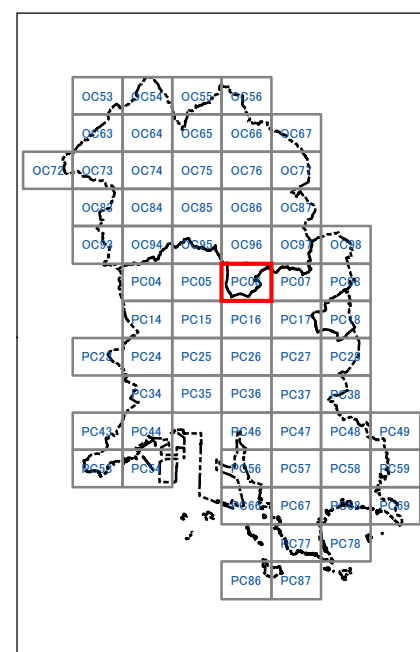 OC53 OC54 OC55 OC56
OC63 OC64 OC65 OC66 OC67
OC72 OC73 OC74 OC75 OC76 OC77
OC83 OC84 OC85 OC86 OC87
OC93 OC94 OC95 OC96 OC97 OC98
PC04 PC05 PC06 PC07 PC08
PC14 PC15 PC16 PC17 PC18
PC23 PC24 PC25 PC26 PC27 PC28
PC34 PC35 PC36 PC37 PC38
PC43 PC44 PC46 PC47 PC48 PC49
PC53 PC54 PC56 PC57 PC58 PC59
PC66 PC67 PC68 PC69
PC77 PC78
PC86 PC87